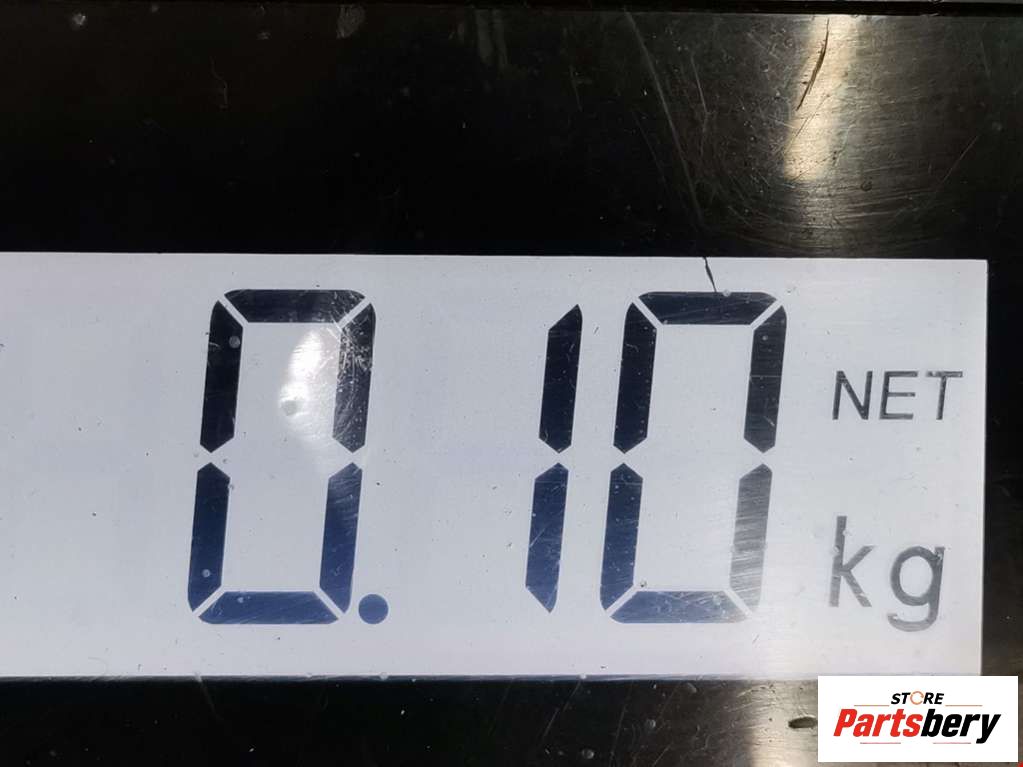 0.10
NET
kg
STORE
Partsbery